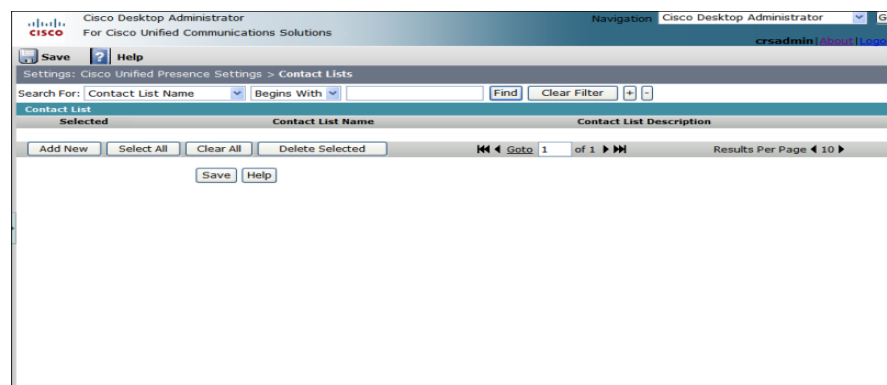 Cisco Desktop Administrator
Navigation Cisco Desktop Administrator
CISCO For Cisco Unified Communications Solutions
crsadmin|About|Logo
Save ? Help
Settings: Cisco Unified Presence Settings > Contact Lists
Search For: Contact List Name Begins With Find Clear Filter + -
Contact List
Selected Contact List Name Contact List Description
Add New Select All Clear All Delete Selected Goto 1 of 1 Results Per Page 10
Save Help